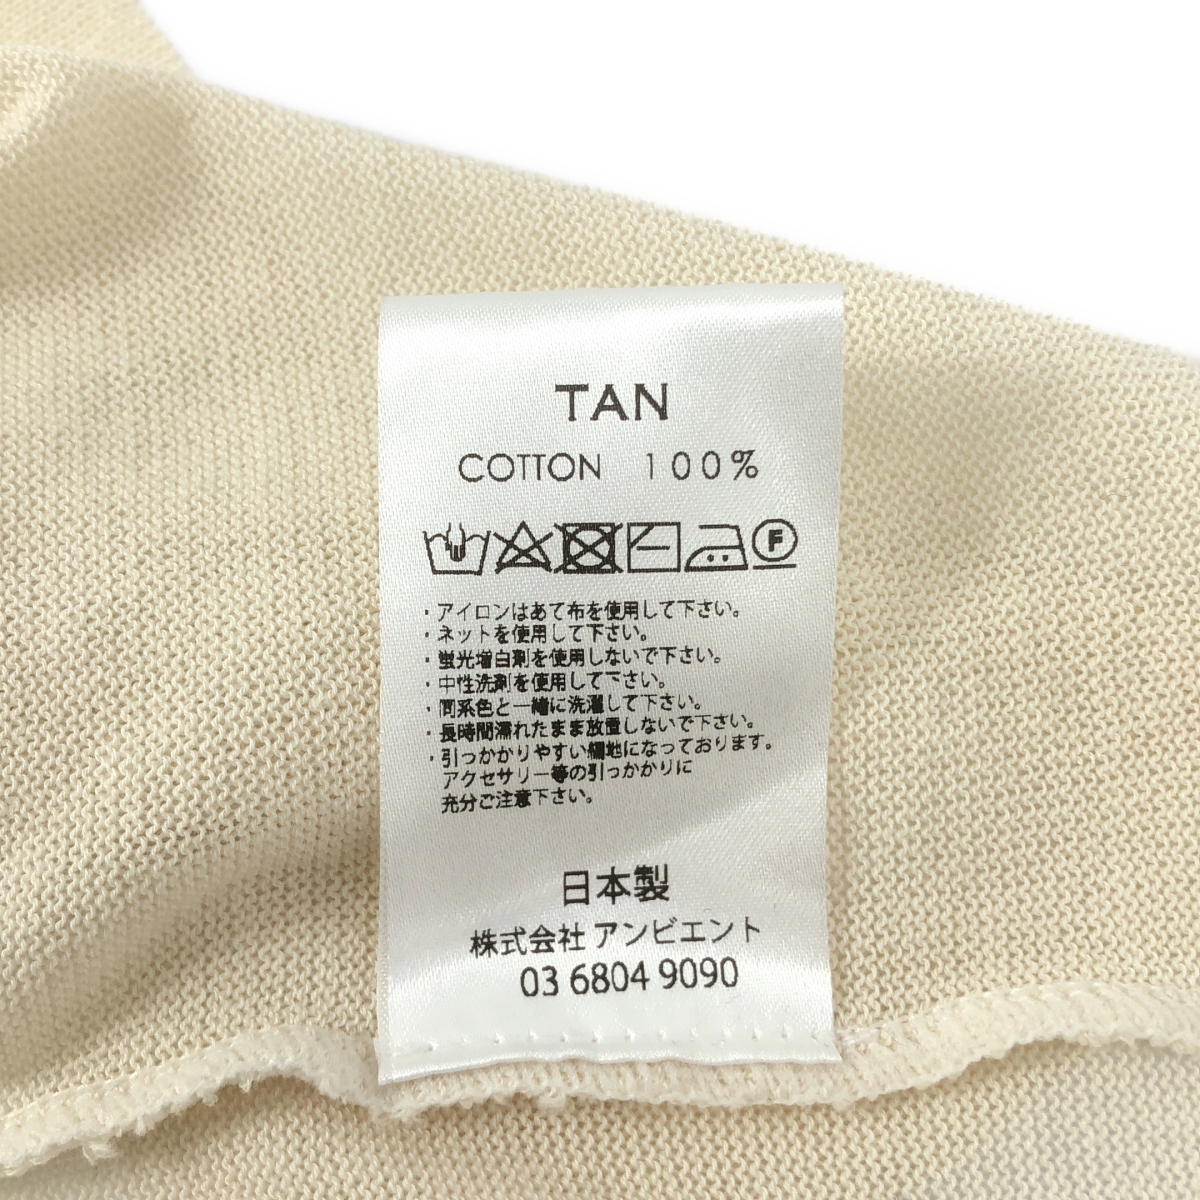 TAN
COTTON 100%
F
・アイロンはあて布を使用して下さい。
・ネットを使用して下さい。
・蛍光増白剤を使用しないで下さい。
・中性洗剤を使用して下さい。
・同系色と一緒に洗濯して下さい。
・長時間濡れたまま放置しないで下さい。
・引っかかりやすい編地になっております。
アクセサリー等の引っかかりに
充分ご注意下さい。
日本製
株式会社 アンビエント
03 6804 9090